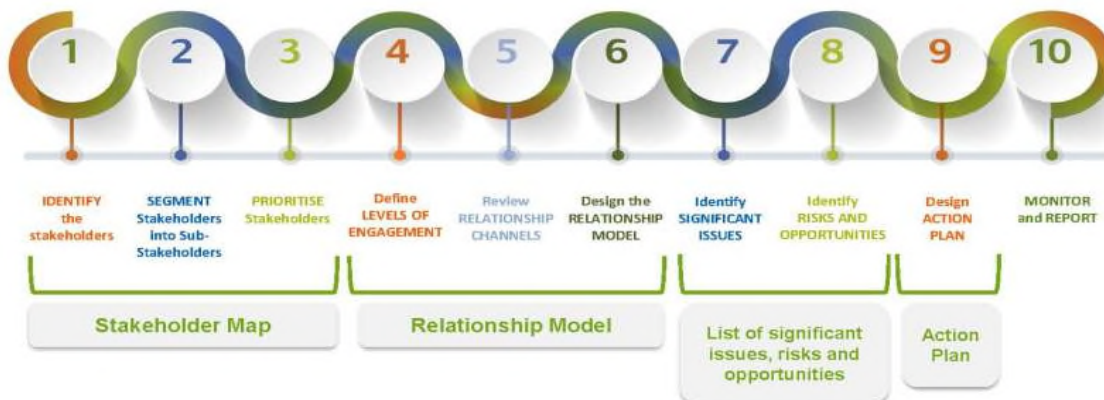 1 2 3 4 5 6 7 8 9 10
IDENTIFY
the
stakeholders
SEGMENT
Stakeholders
into Sub-
Stakeholders
PRIORITISE
Stakeholders
Define
LEVELS OF
ENGAGEMENT
Review
RELATIONSHIP
CHANNELS
Design the
RELATIONSHIP
MODEL
Identify
SIGNIFICANT
ISSUES
Identify
RISKS AND
OPPORTUNITIES
Design
ACTION
PLAN
MONITOR
and REPORT
Stakeholder Map
Relationship Model
List of significant
issues, risks and
opportunities
Action
Plan